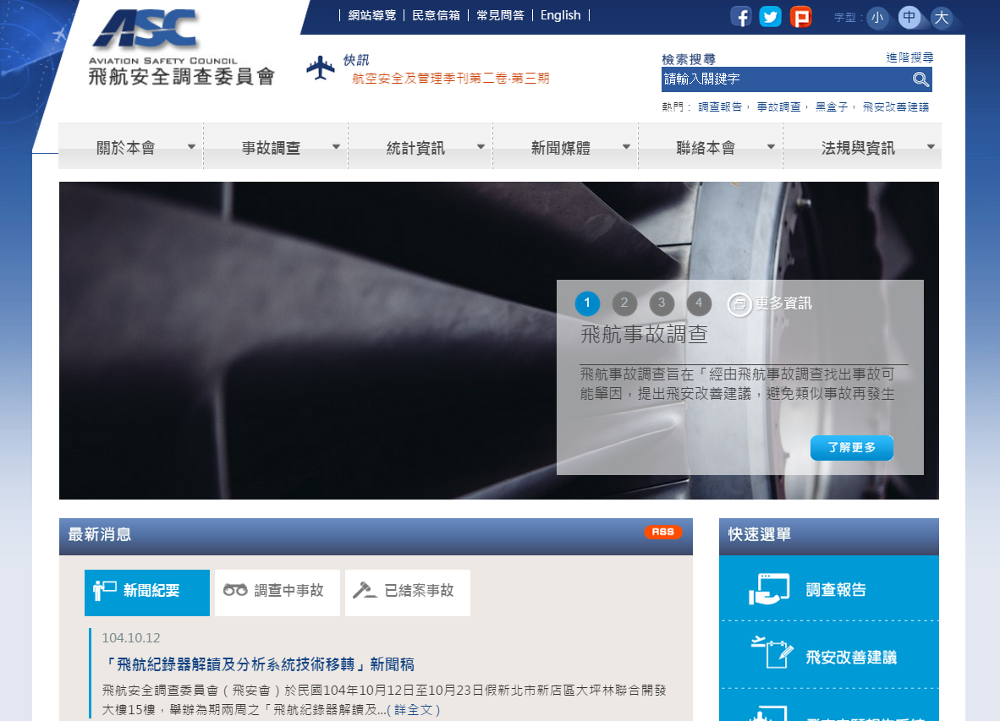 網站導覽 民意信箱 常見問答 English
字型： 小 中 大
ASC
AVIATION SAFETY COUNCIL
飛航安全調查委員會
快訊
航空安全及管理季刊第二卷‧第三期
檢索搜尋 進階搜尋
請輸入關鍵字
熱門： 調查報告， 事故調查， 黑盒子， 飛安改善建議
關於本會 事故調查 統計資訊 新聞媒體 聯絡本會 法規與資訊
1 2 3 4 更多資訊
飛航事故調查
飛航事故調查旨在「經由飛航事故調查找出事故可
能肇因，提出飛安改善建議，避免類似事故再發生
了解更多
最新消息 RSS
快速選單
新聞紀要 調查中事故 已結案事故
調查報告
104.10.12
「飛航紀錄器解讀及分析系統技術移轉」新聞稿
飛安改善建議
飛航安全調查委員會（飛安會）於民國104年10月12日至10月23日假新北市新店區大坪林聯合開發
大樓15樓，舉辦為期兩周之「飛航紀錄器解讀及...( 詳全文 )